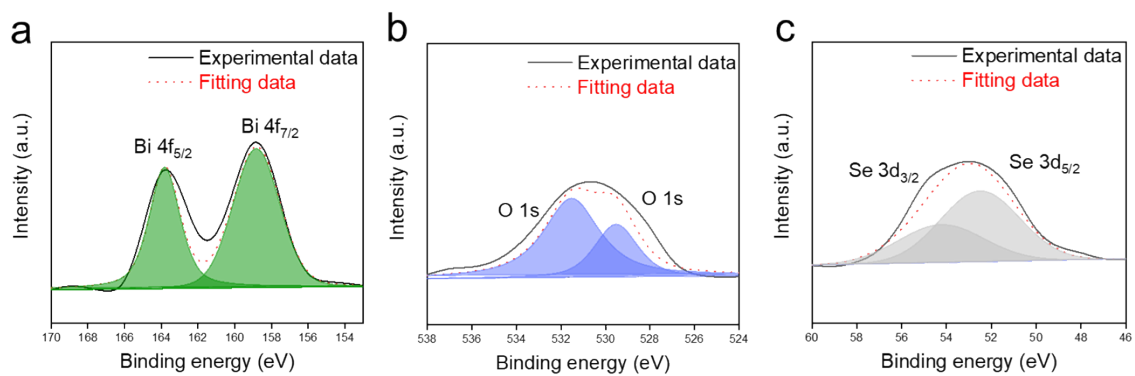 a
Experimental data
Fitting data
Bi 4f5/2
Bi 4f7/2
Intensity (a.u.)
170 168 166 164 162 160 158 156 154
Binding energy (eV)
b
Experimental data
Fitting data
O 1s
O 1s
Intensity (a.u.)
538 536 534 532 530 528 526 524
Binding energy (eV)
c
Experimental data
Fitting data
Se 3d3/2
Se 3d5/2
Intensity (a.u.)
60 58 56 54 52 50 48 46
Binding energy (eV)